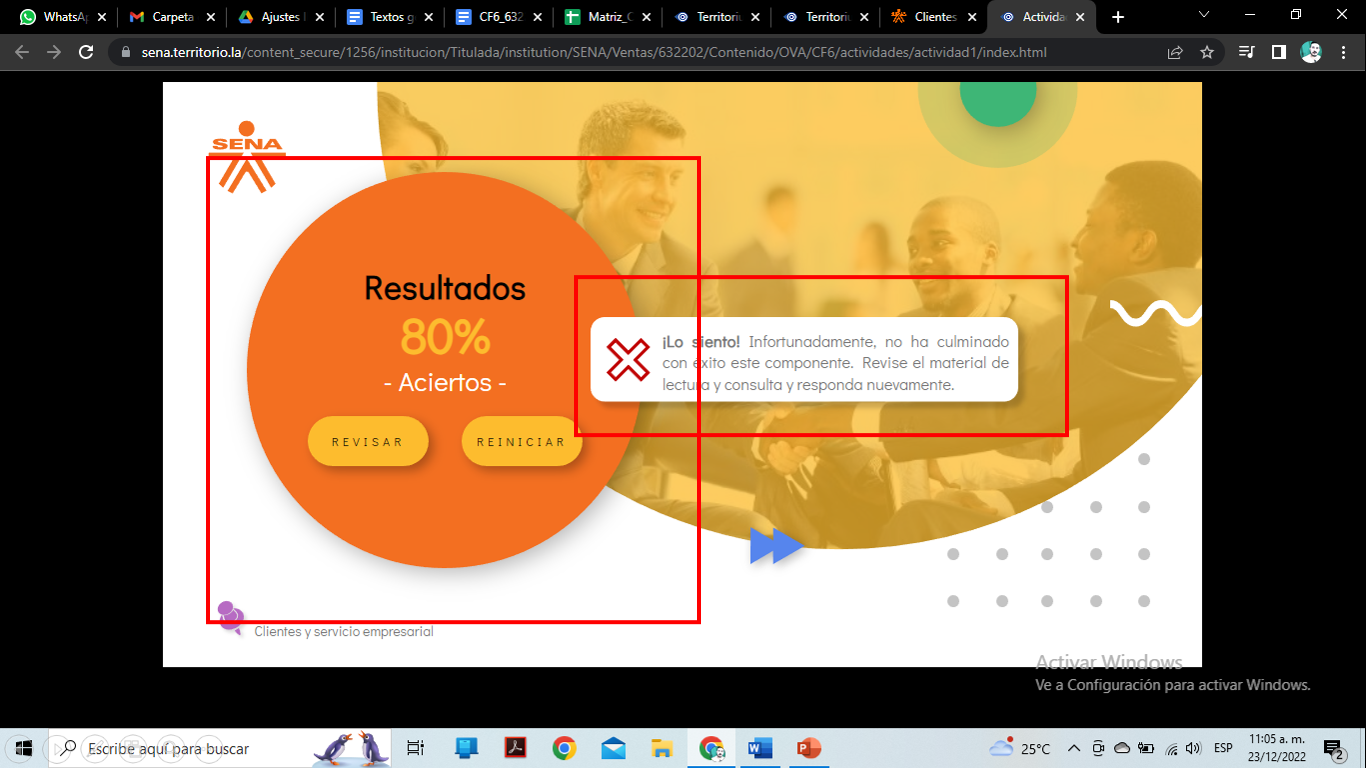 WhatsA
Carpeta
Ajustes
Textos g
CF6_632
Matriz_C
Territori
Territori
Clientes
Activida
sena.territorio.la/content_secure/1256/institucion/Titulada/institution/SENA/Ventas/632202/Contenido/OVA/CF6/actividades/actividad1/index.html
SENA
Resultados
80%
- Aciertos -
REVISAR
REINICIAR
¡Lo siento! Infortunadamente, no ha culminado
con éxito este componente. Revise el material de
lectura y consulta y responda nuevamente.
Clientes y servicio empresarial
Activar Windows
Ve a Configuración para activar Windows.
Escribe aquí para buscar
25°C
ESP
11:05 a. m.
23/12/2022
2